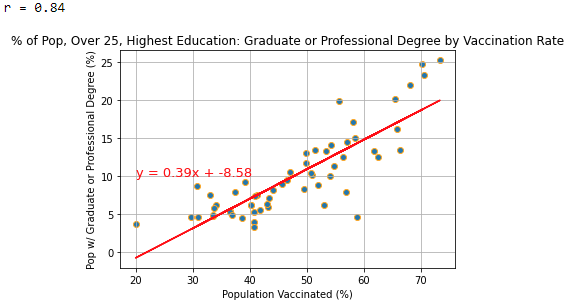 r = 0.84
% of Pop, Over 25, Highest Education: Graduate or Professional Degree by Vaccination Rate
Pop w/ Graduate or Professional Degree (%)
25
20
15
10
5
0
y = 0.39x + -8.58
20 30 40 50 60 70
Population Vaccinated (%)